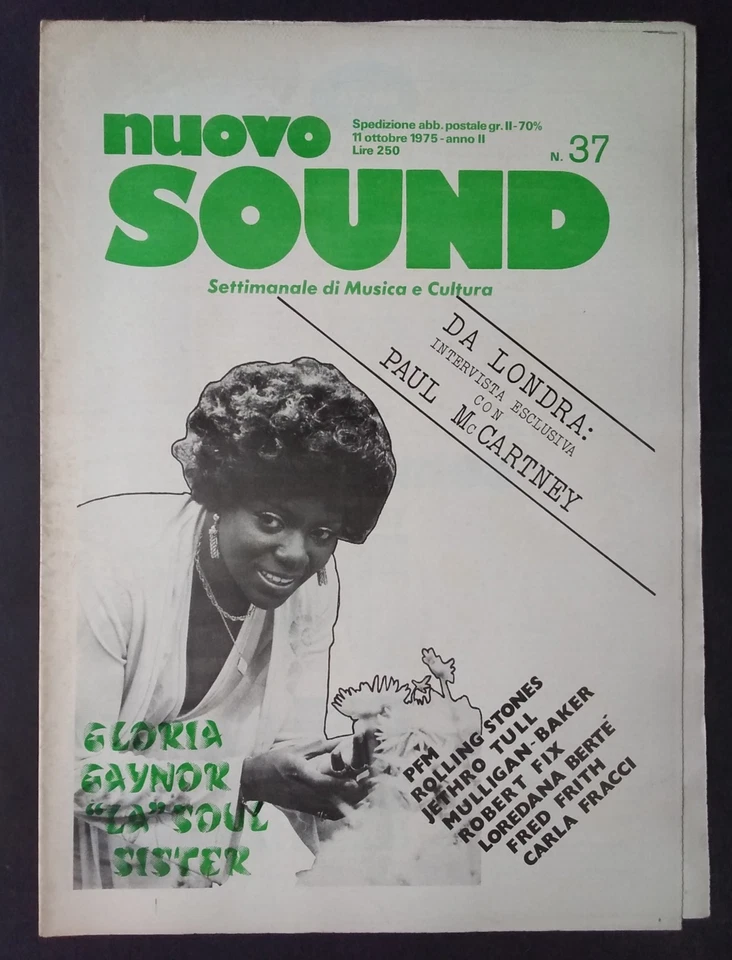 nuovo
Spedizione abb. postale gr. II - 70%
11 ottobre 1975 - anno II
Lire 250
N. 37
SOUND
Settimanale di Musica e Cultura
DA LONDRA:
INTERVISTA ESCLUSIVA
CON
PAUL McCARTNEY
GLORIA
GAYNOR
"LA" SOUL
SISTER
PFM
ROLLING STONES
JETHRO TULL
MULLIGAN-BAKER
ROBERT FIX
LOREDANA BERTÉ
FRED FRITH
CARLA FRACCI